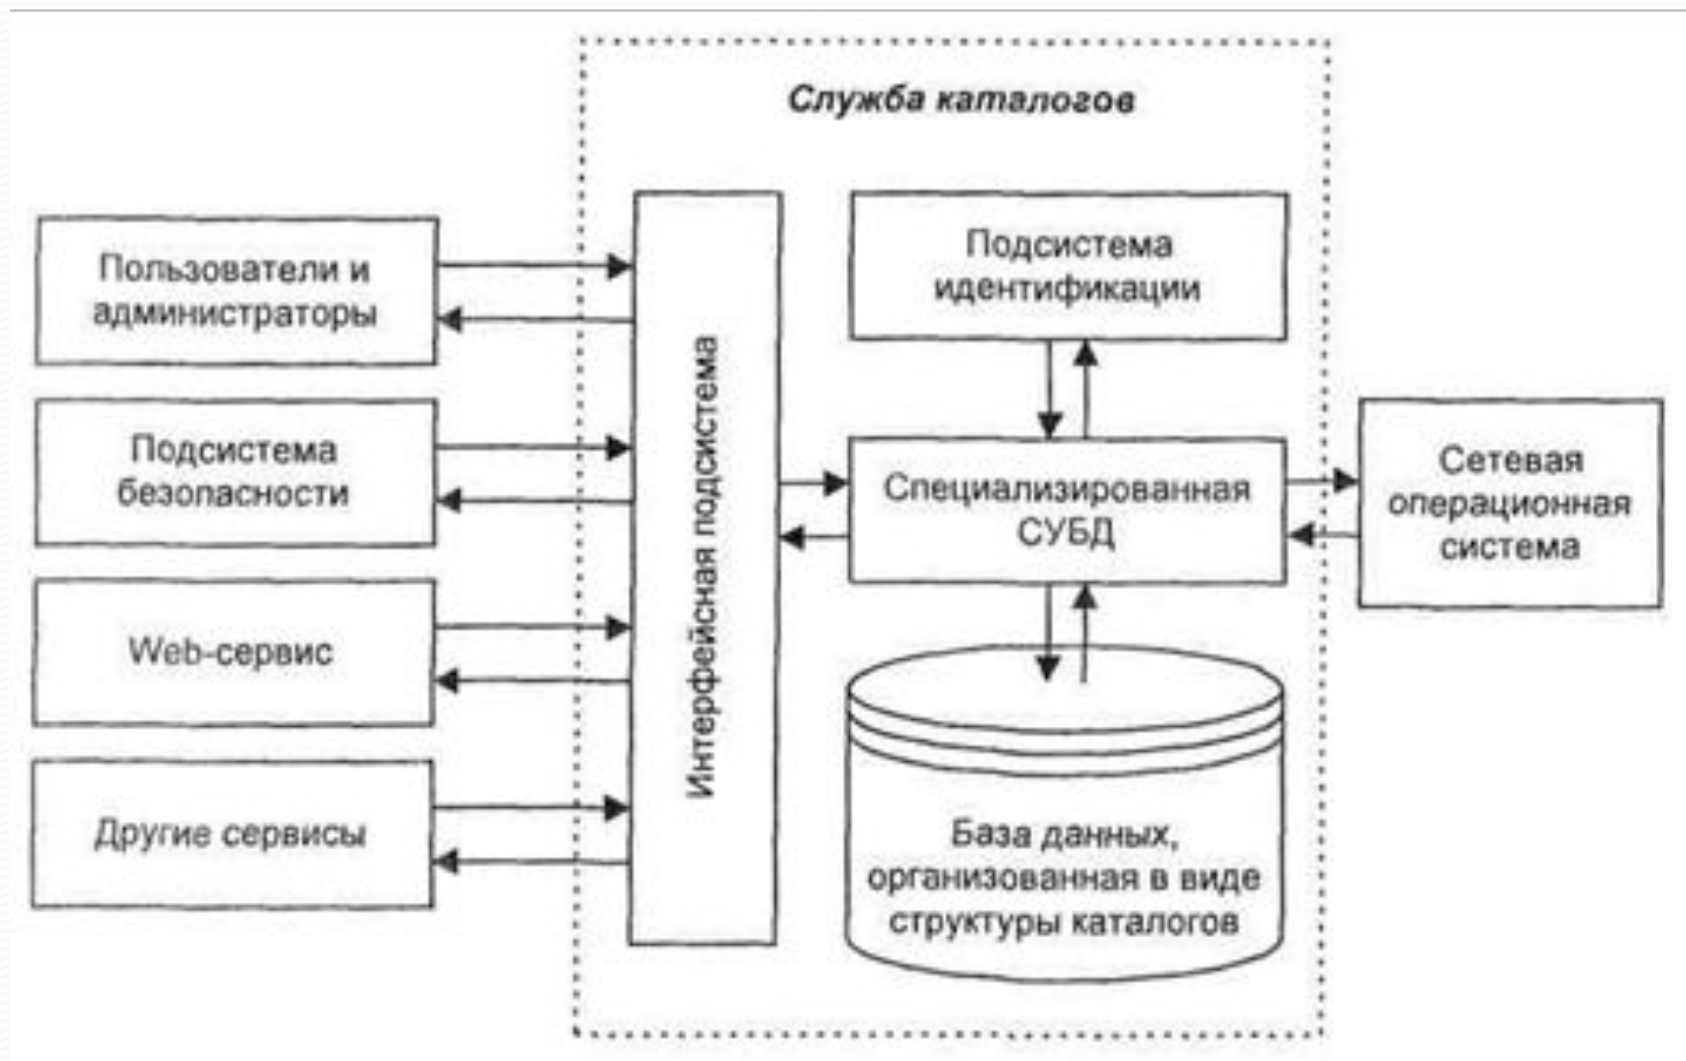 Служба каталогов
Пользователи и
администраторы
Подсистема
безопасности
Web-сервис
Другие сервисы
Интерфейсная подсистема
Подсистема
идентификации
Специализированная
СУБД
База данных,
организованная в виде
структуры каталогов
Сетевая
операционная
система